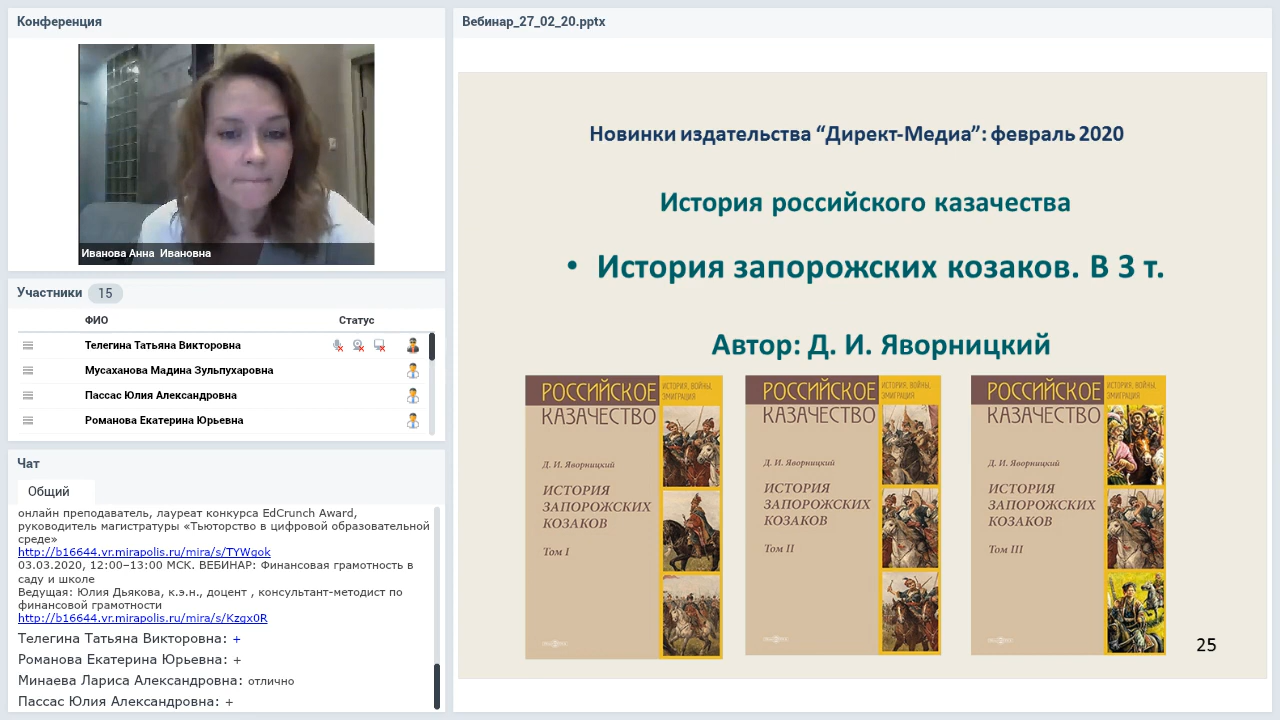 Конференция
Иванова Анна  Ивановна
Участники 15
ФИО Статус
Телегина Татьяна Викторовна
Мусаханова Мадина Зульпухаровна
Пассас Юлия Александровна
Романова Екатерина Юрьевна
Чат
Общий
онлайн преподаватель, лауреат конкурса EdCrunch Award,
руководитель магистратуры «Тьюторство в цифровой образовательной
среде»
http://b16644.vr.mirapolis.ru/mira/s/TYWgok
03.03.2020, 12:00–13:00 МСК. ВЕБИНАР: Финансовая грамотность в
саду и школе
Ведущая: Юлия Дьякова, к.э.н., доцент , консультант-методист по
финансовой грамотности
http://b16644.vr.mirapolis.ru/mira/s/Kzgx0R
Телегина Татьяна Викторовна: +
Романова Екатерина Юрьевна: +
Минаева Лариса Александровна: отлично
Пассас Юлия Александровна: +
Вебинар_27_02_20.pptx
Новинки издательства “Директ-Медиа”: февраль 2020
История российского казачества
• История запорожских козаков. В 3 т.
Автор: Д. И. Яворницкий
РОССИЙСКОЕ
КАЗАЧЕСТВО
ИСТОРИЯ, ВОЙНЫ,
ЭМИГРАЦИЯ
Д. И. Яворницкий
ИСТОРИЯ
ЗАПОРОЖСКИХ
КОЗАКОВ
Том I
РОССИЙСКОЕ
КАЗАЧЕСТВО
ИСТОРИЯ, ВОЙНЫ,
ЭМИГРАЦИЯ
Д. И. Яворницкий
ИСТОРИЯ
ЗАПОРОЖСКИХ
КОЗАКОВ
Том II
РОССИЙСКОЕ
КАЗАЧЕСТВО
ИСТОРИЯ, ВОЙНЫ,
ЭМИГРАЦИЯ
Д. И. Яворницкий
ИСТОРИЯ
ЗАПОРОЖСКИХ
КОЗАКОВ
Том III
25